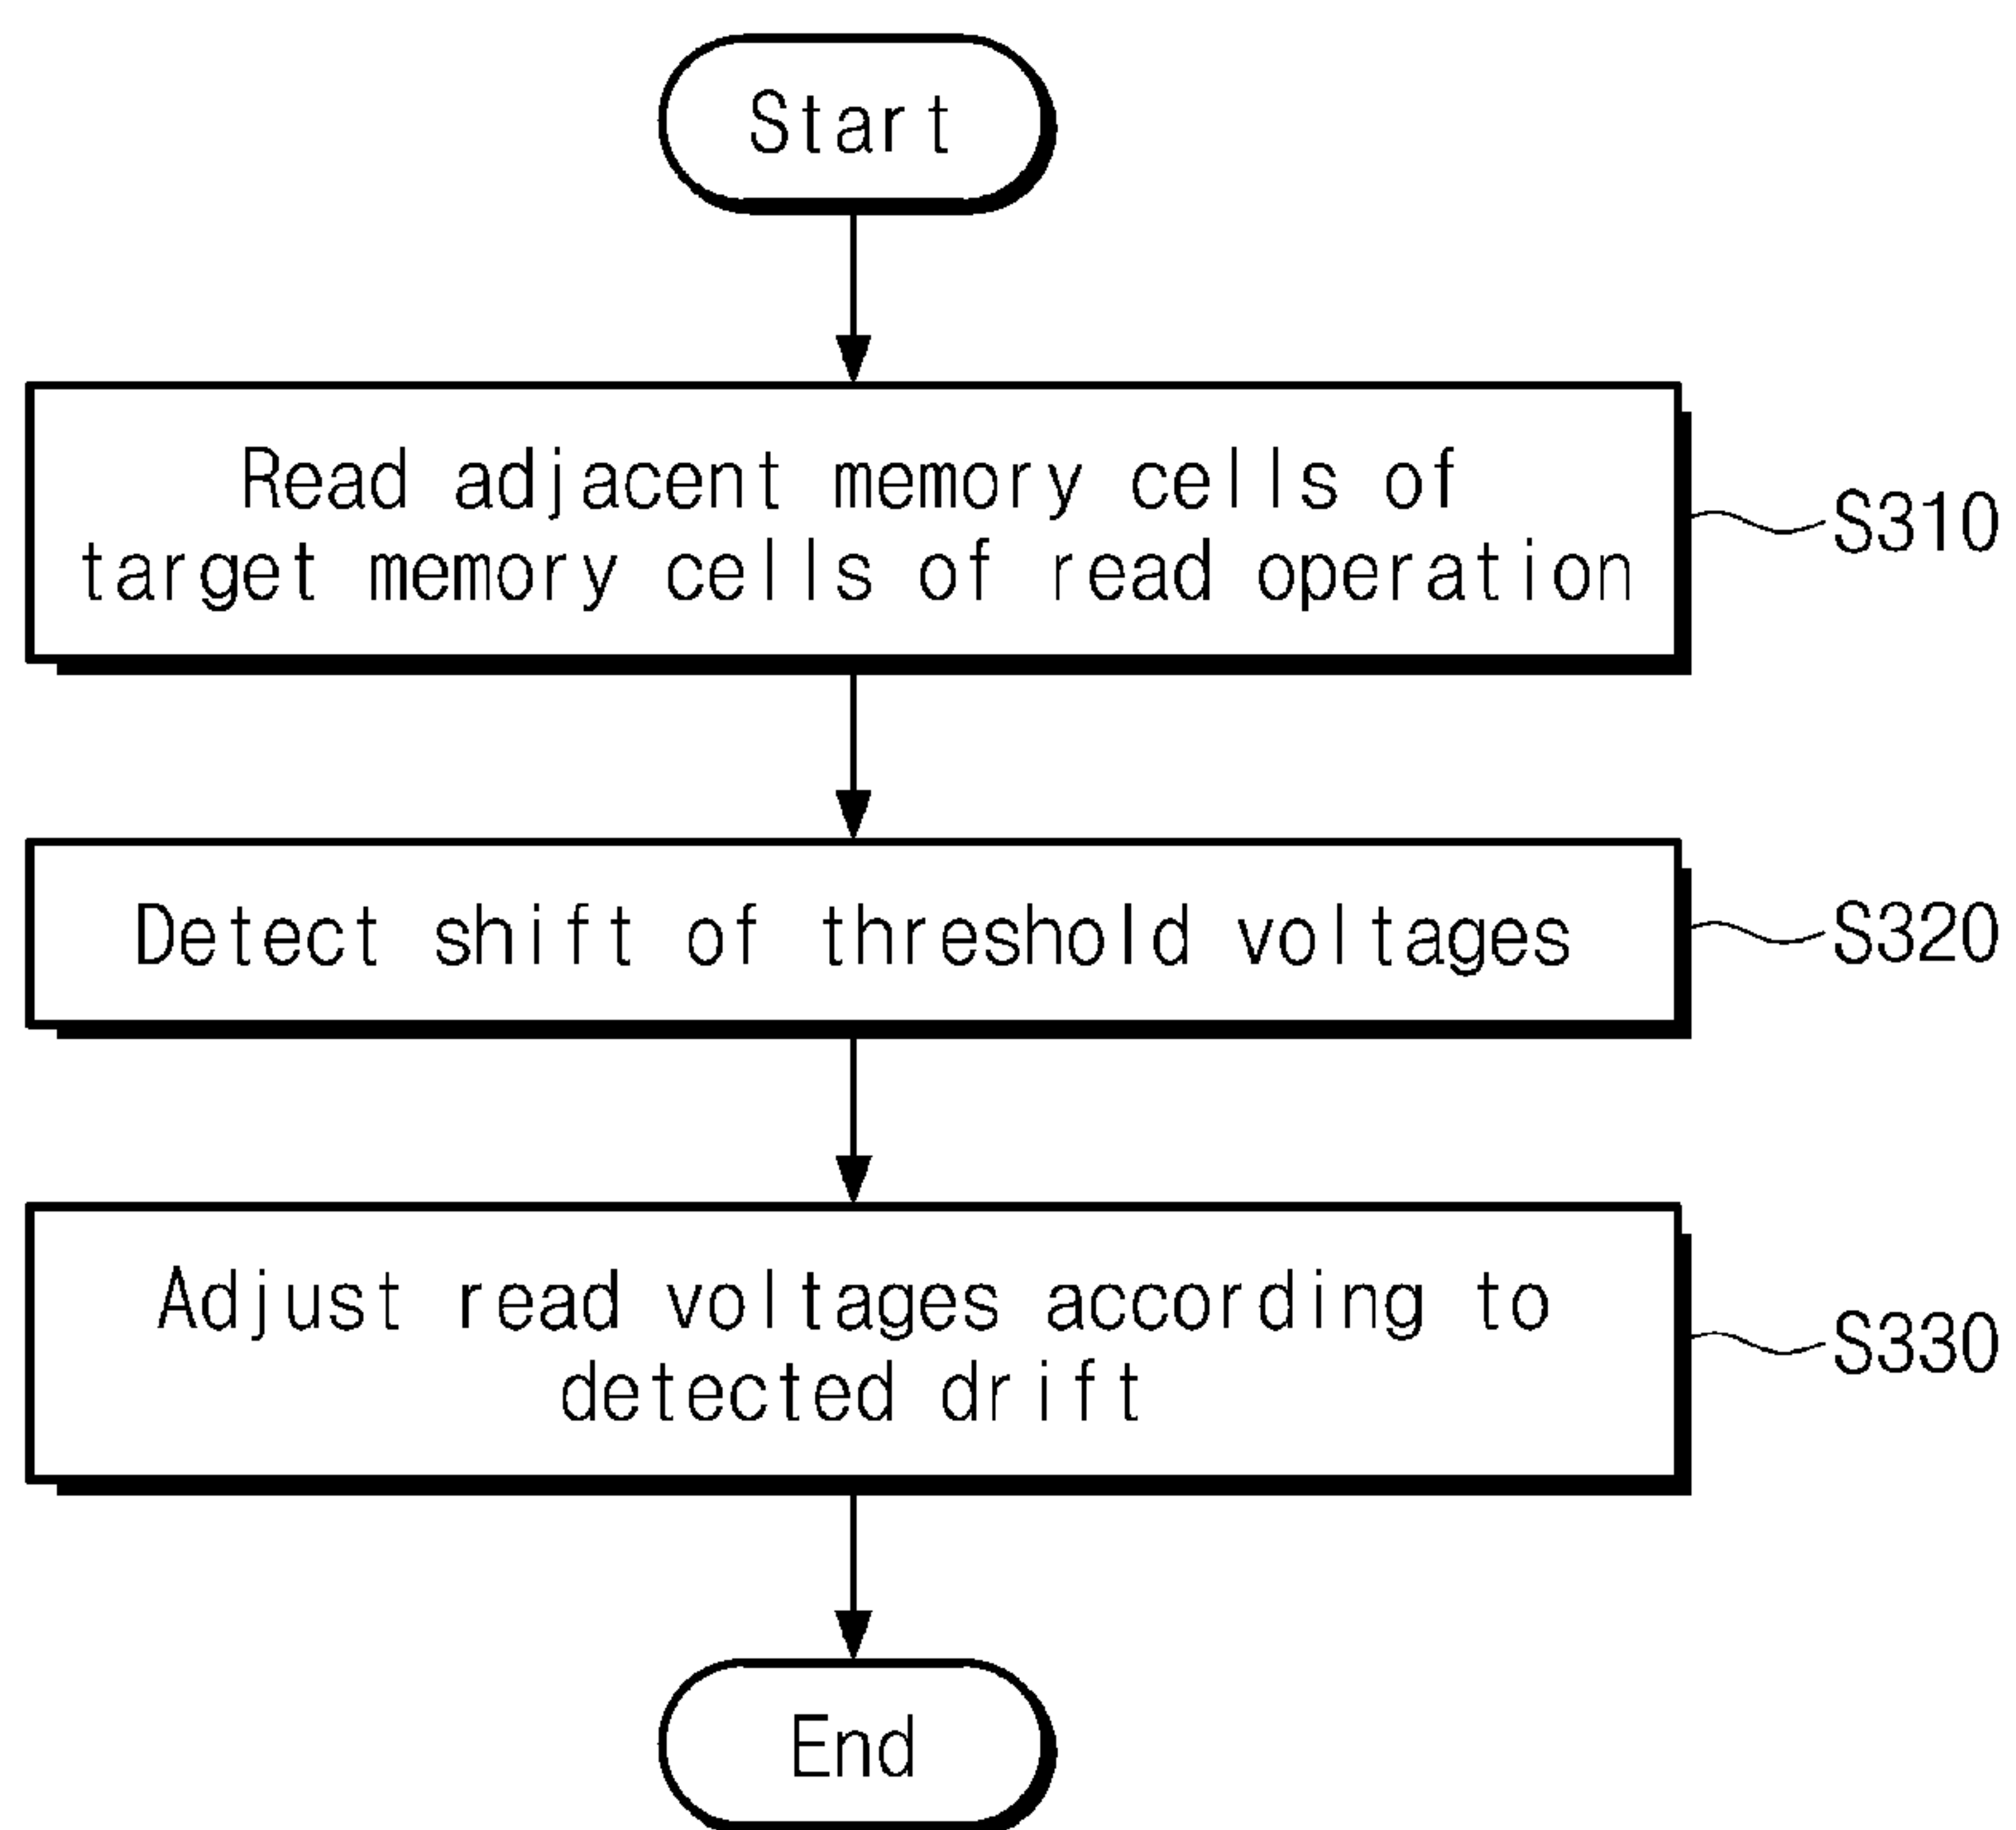 Start
Read adjacent memory cells of
target memory cells of read operation
S310
Detect shift of threshold voltages
S320
Adjust read voltages according to
detected drift
S330
End